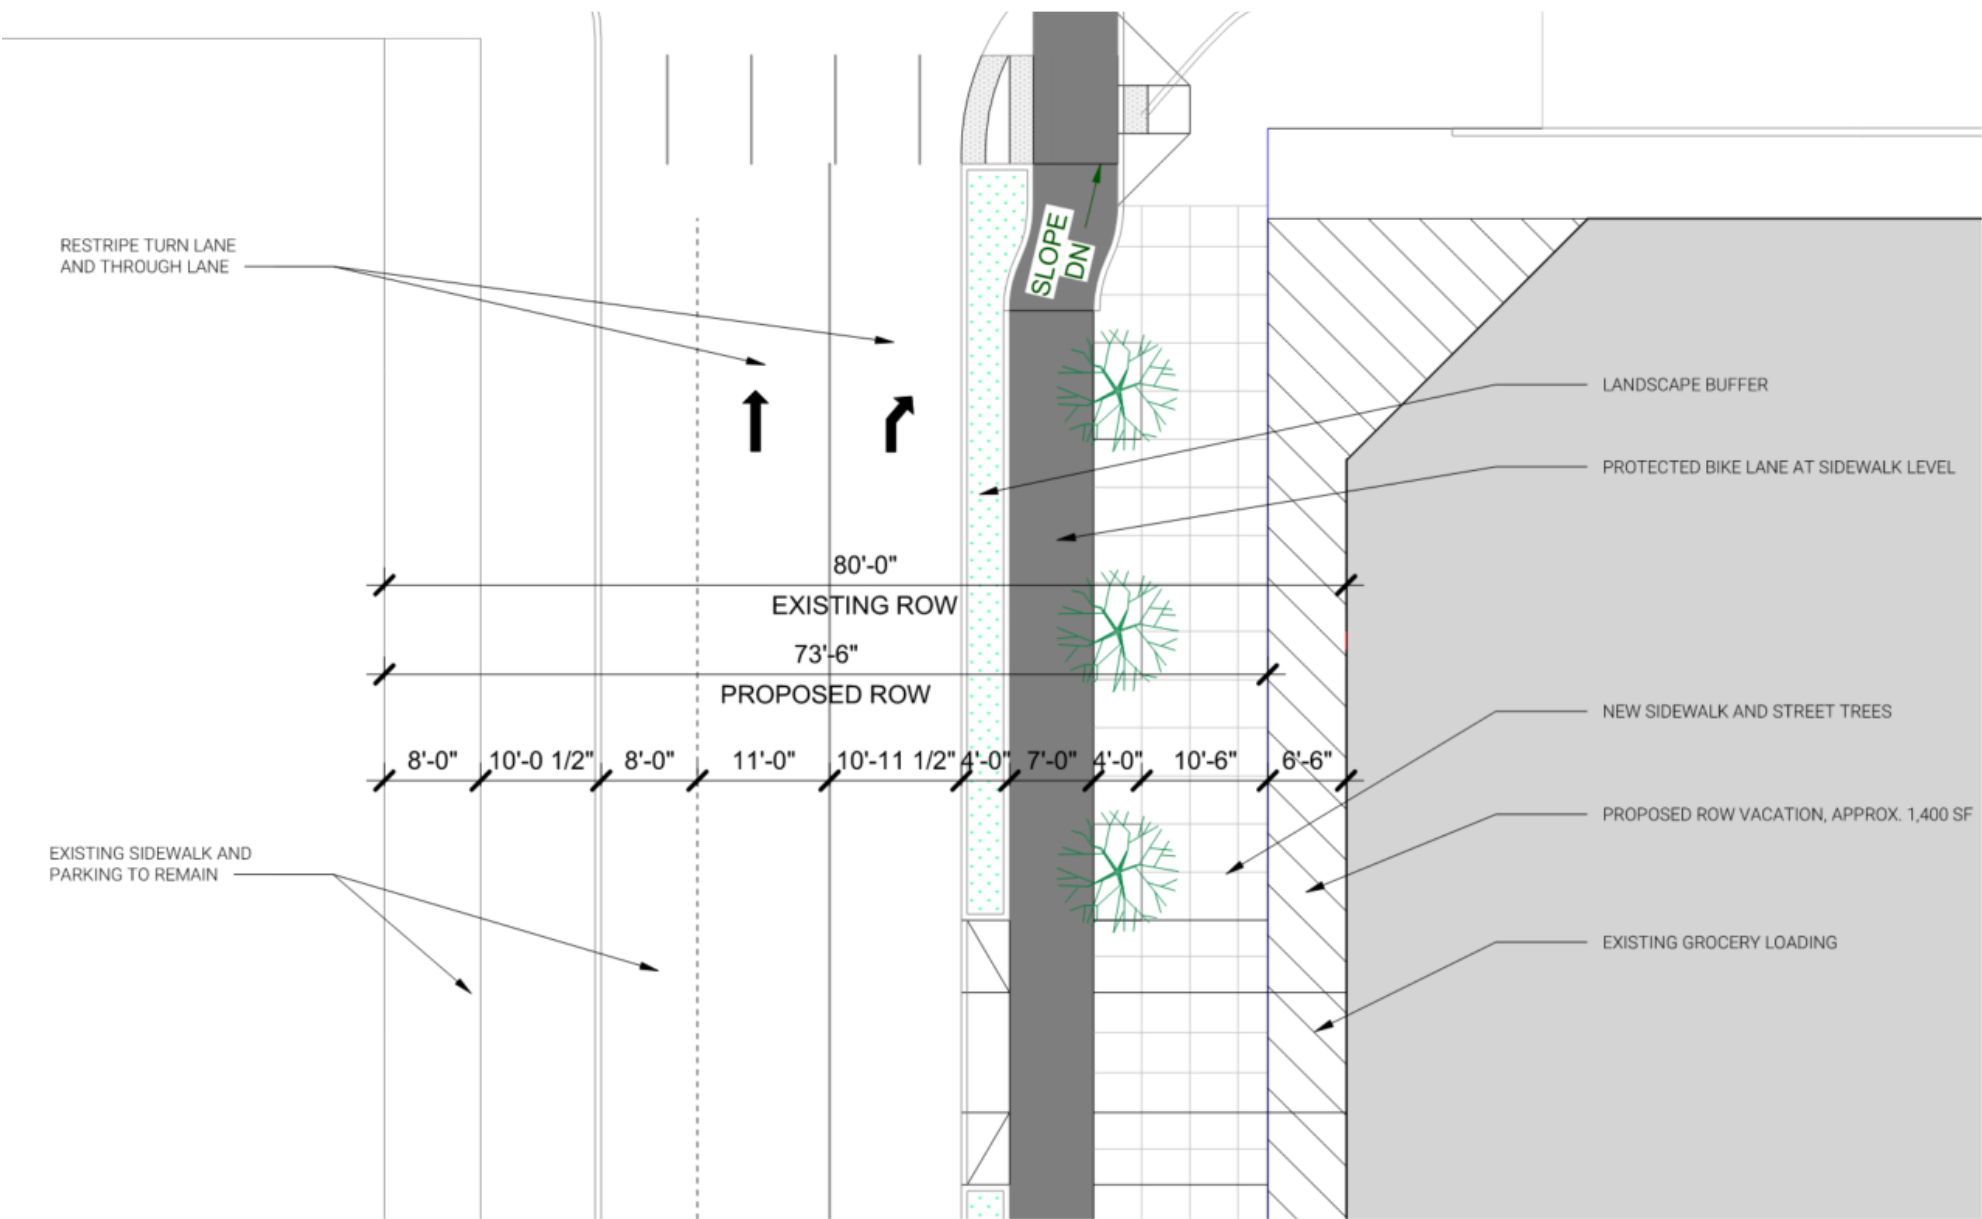 SLOPE
DN
RESTRIPE TURN LANE
AND THROUGH LANE
LANDSCAPE BUFFER
PROTECTED BIKE LANE AT SIDEWALK LEVEL
80'-0"
EXISTING ROW
73'-6"
PROPOSED ROW
NEW SIDEWALK AND STREET TREES
8'-0" 10'-0 1/2" 8'-0" 11'-0" 10'-11 1/2" 4'-0" 7'-0" 4'-0" 10'-6" 6'-6"
PROPOSED ROW VACATION, APPROX. 1,400 SF
EXISTING SIDEWALK AND
PARKING TO REMAIN
EXISTING GROCERY LOADING